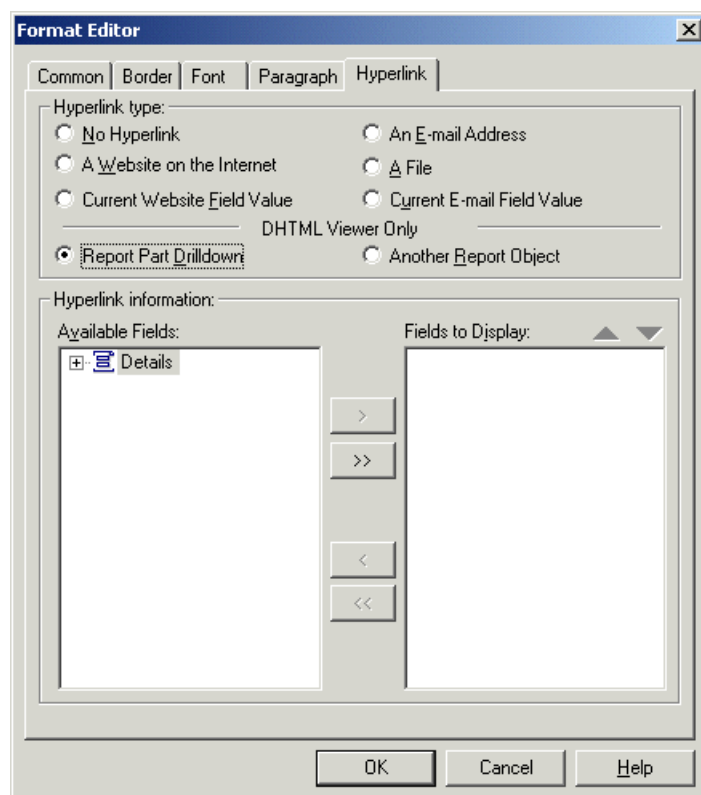 Format Editor
Common Border Font Paragraph Hyperlink
Hyperlink type:
No Hyperlink An E-mail Address
A Website on the Internet A File
Current Website Field Value Current E-mail Field Value
DHTML Viewer Only
Report Part Drilldown Another Report Object
Hyperlink information:
Available Fields: Fields to Display:
Details
>
>>
<
<<
OK Cancel Help